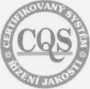 CERTIFIKOVANÝ SYSTÉM
CQS
ŘÍZENÍ JAKOSTI